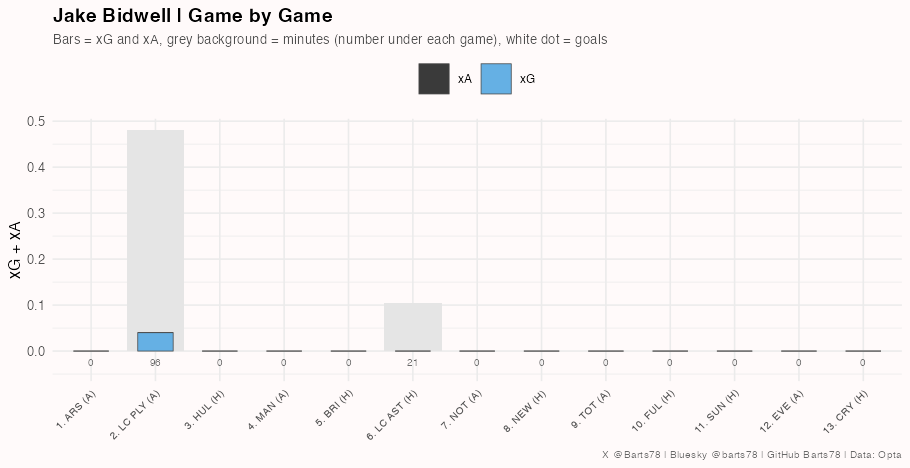 Jake Bidwell | Game by Game
Bars = xG and xA, grey background = minutes (number under each game), white dot = goals
xA xG
xG + xA
0.5
0.4
0.3
0.2
0.1
0.0
0 96 0 0 0 21 0 0 0 0 0 0 0
1. ARS (A)
2. LC PLY (A)
3. HUL (H)
4. MAN (A)
5. BRI (H)
6. LC AST (H)
7. NOT (A)
8. NEW (H)
9. TOT (A)
10. FUL (H)
11. SUN (H)
12. EVE (A)
13. CRY (H)
X @Barts78 | Bluesky @barts78 | GitHub Barts78 | Data: Opta